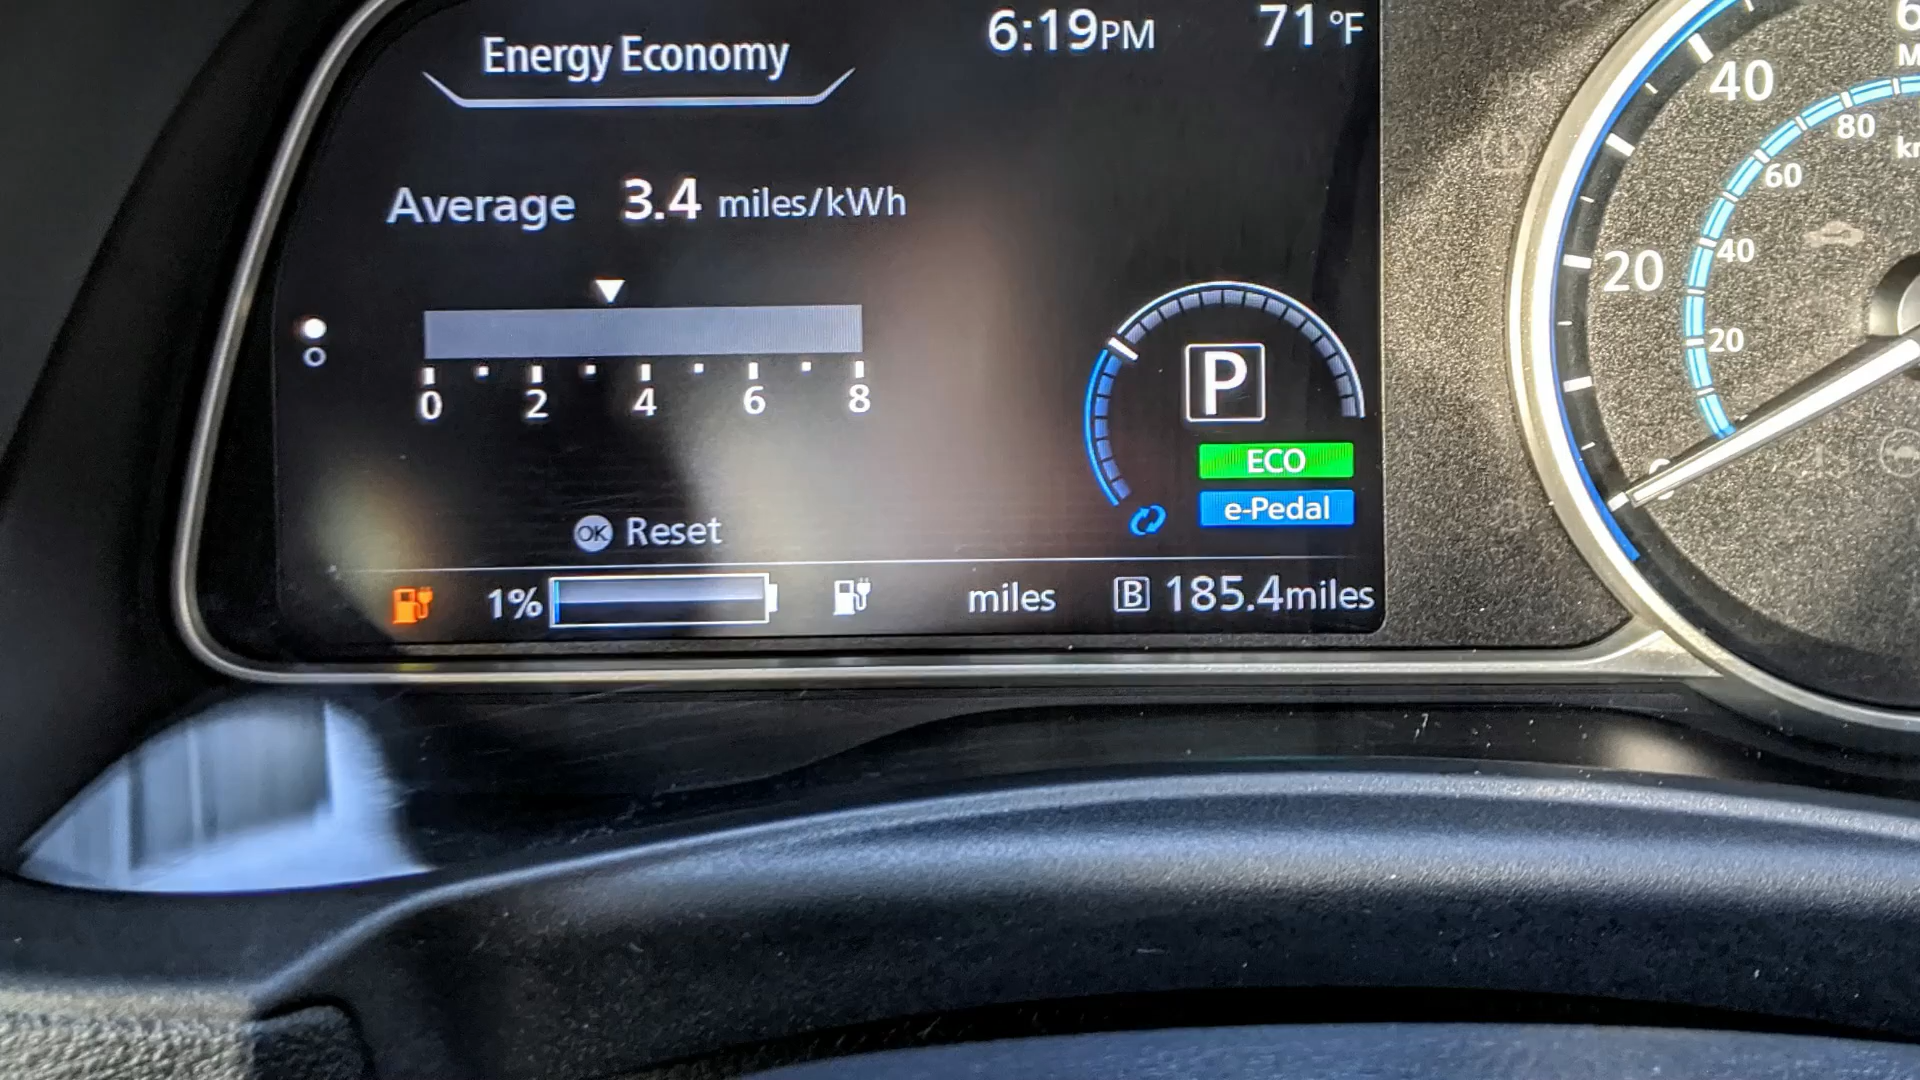 Energy Economy
6:19PM
71 °F
Average 3.4 miles/kWh
0 2 4 6 8
P
ECO
e-Pedal
OK Reset
1%
miles
B 185.4miles
40
20
80
60
40
20
ABS